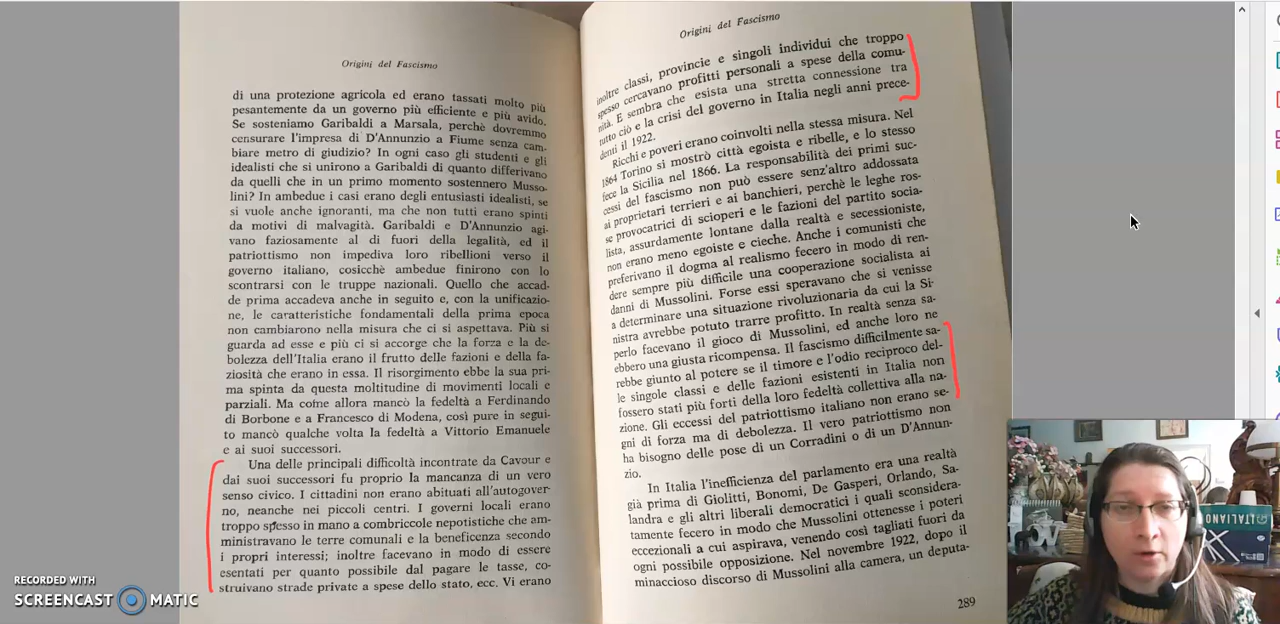 Origini del Fascismo
di una protezione agricola ed erano tassati molto più
pesantemente da un governo più efficiente e più avido.
Se sosteniamo Garibaldi a Marsala, perchè dovremmo
censurare l'impresa di D'Annunzio a Fiume senza cam-
biare metro di giudizio? In ogni caso gli studenti e gli
idealisti che si unirono a Garibaldi di quanto differivano
da quelli che in un primo momento sostennero Musso-
lini? In ambedue i casi erano degli entusiasti idealisti, se
si vuole anche ignoranti, ma che non tutti erano spinti
da motivi di malvagità. Garibaldi e D'Annunzio agi-
vano faziosamente al di fuori della legalità, ed il
patriottismo non impediva loro ribellioni verso il
governo italiano, cosicchè ambedue finirono con lo
scontrarsi con le truppe nazionali. Quello che accad-
de prima accadeva anche in seguito e, con la unificazio-
ne, le caratteristiche fondamentali della prima epoca
non cambiarono nella misura che ci si aspettava. Più si
guarda ad esse e più ci si accorge che la forza e la de-
bolezza dell'Italia erano il frutto delle fazioni e della fa-
ziosità che erano in essa. Il risorgimento ebbe la sua pri-
ma spinta da questa moltitudine di movimenti locali e
parziali. Ma come allora mancò la fedeltà a Ferdinando
di Borbone e a Francesco di Modena, così pure in segui-
to mancò qualche volta la fedeltà a Vittorio Emanuele
e ai suoi successori.
Una delle principali difficoltà incontrate da Cavour e
dai suoi successori fu proprio la mancanza di un vero
senso civico. I cittadini non erano abituati all'autogover-
no, neanche nei piccoli centri. I governi locali erano
troppo spesso in mano a combriccole nepotistiche che am-
ministravano le terre comunali e la beneficenza secondo
i propri interessi; inoltre facevano in modo di essere
esentati per quanto possibile dal pagare le tasse, co-
struivano strade private a spese dello stato, ecc. Vi erano
Origini del Fascismo
inoltre classi, provincie e singoli individui che troppo
spesso cercavano profitti personali a spese della comu-
nità. E sembra che esista una stretta connessione tra
tutto ciò e la crisi del governo in Italia negli anni prece-
denti il 1922.
Ricchi e poveri erano coinvolti nella stessa misura. Nel
1864 Torino si mostrò città egoista e ribelle, e lo stesso
fece la Sicilia nel 1866. La responsabilità dei primi suc-
cessi del fascismo non può essere senz'altro addossata
ai proprietari terrieri e ai banchieri, perchè le leghe ros-
se provocatrici di scioperi e le fazioni del partito socia-
lista, assurdamente lontane dalla realtà e secessioniste,
non erano meno egoiste e cieche. Anche i comunisti che
preferivano il dogma al realismo fecero in modo di ren-
dere sempre più difficile una cooperazione socialista ai
danni di Mussolini. Forse essi speravano che si venisse
a determinare una situazione rivoluzionaria da cui la Si-
nistra avrebbe potuto trarre profitto. In realtà senza sa-
perlo facevano il gioco di Mussolini, ed anche loro ne
ebbero una giusta ricompensa. Il fascismo difficilmente sa-
rebbe giunto al potere se il timore e l'odio reciproco del-
le singole classi e delle fazioni esistenti in Italia non
fossero stati più forti della loro fedeltà collettiva alla na-
zione. Gli eccessi del patriottismo italiano non erano se-
gni di forza ma di debolezza. Il vero patriottismo non
ha bisogno delle pose di un Corradini o di un D'Annun-
zio.
In Italia l'inefficienza del parlamento era una realtà
già prima di Giolitti, Bonomi, De Gasperi, Orlando, Sa-
landra e gli altri liberali democratici i quali sconsidera-
tamente fecero in modo che Mussolini ottenesse i poteri
eccezionali a cui aspirava, venendo così tagliati fuori da
ogni possibile opposizione. Nel novembre 1922, dopo il
minaccioso discorso di Mussolini alla camera, un deputa-
289
ITALIANO
RECORDED WITH
SCREENCAST MATIC